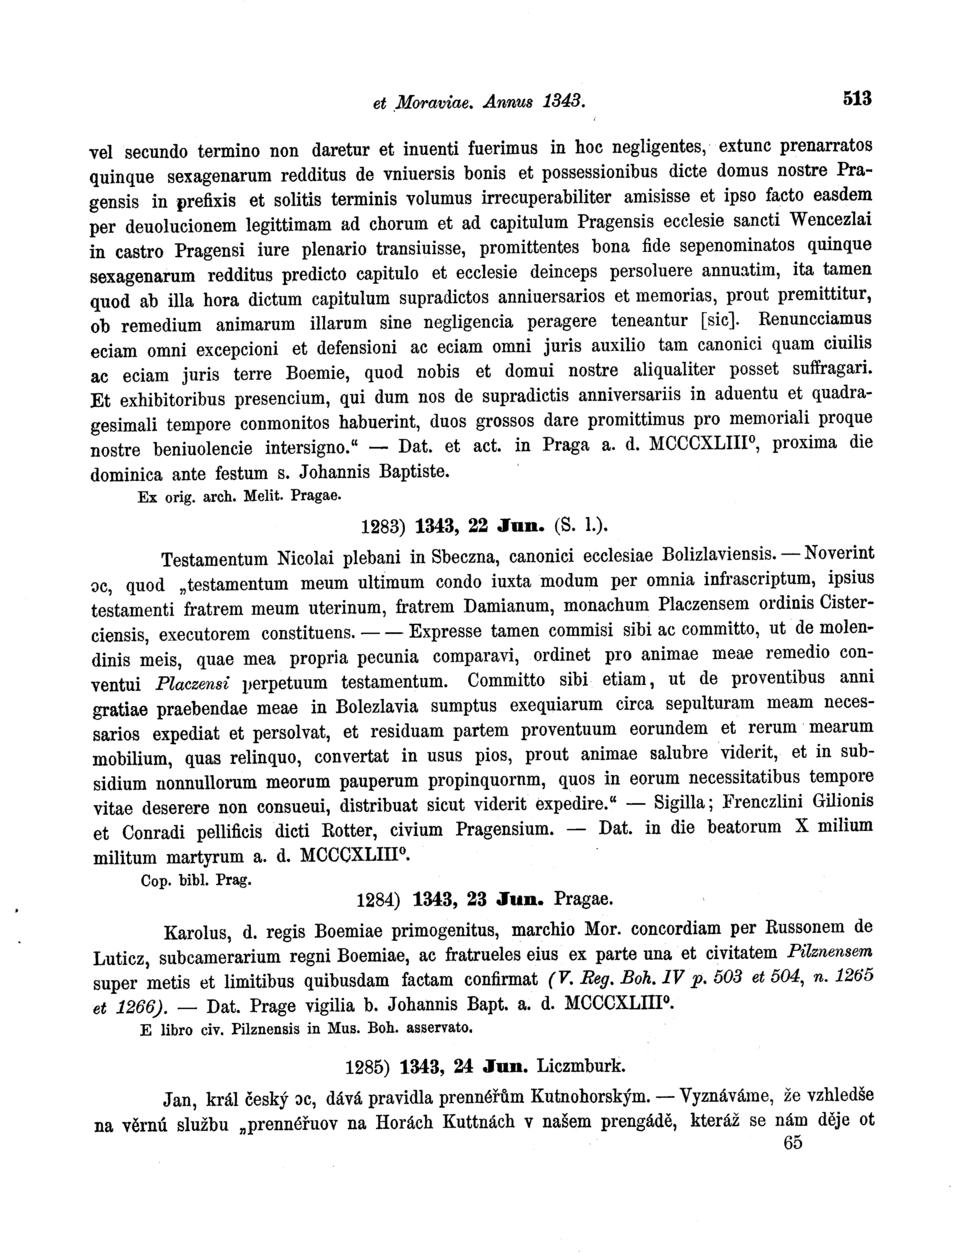 et Moraviae. Annus 1343. 513
vel secundo termino non daretur et inuenti fuerimus in hoc negligentes, extunc prenarratos
quinque sexagenarum redditus de vniuersis bonis et possessionibus dicte domus nostre Pra-
gensis in prefixis et solitis terminis volumus irrecuperabiliter amisisse et ipso facto easdem
per deuolucionem legittimam ad chorum et ad capitulum Pragensis ecclesie sancti Wencezlai
in castro Pragensi iure plenario transiuisse, promittentes bona fide sepenominatos quinque
sexagenarum redditus predicto capitulo et ecclesie deinceps persoluere annuatim, ita tamen
quod ab illa hora dictum capitulum supradictos anniuersarios et memorias, prout premittitur,
ob remedium animarum illarum sine negligencia peragere teneantur [sic]. Renuncciamus
eciam omni excepcioni et defensioni ac eciam omni juris auxilio tam canonici quam ciuilis
ac eciam juris terre Boemie, quod nobis et domui nostre aliqualiter posset suffragari.
Et exhibitoribus presencium, qui dum nos de supradictis anniversariis in aduentu et quadra-
gesimali tempore conmonitos habuerint, duos grossos dare promittimus pro memoriali proque
nostre beniuolencie intersigno.“ — Dat. et act. in Praga a. d. MCCCXLIII⁰, proxima die
dominica ante festum s. Johannis Baptiste.
Ex orig. arch. Melit. Pragae.
1283) 1343, 22 Jun. (S. l.).
Testamentum Nicolai plebani in Sbeczna, canonici ecclesiae Bolizlaviensis. — Noverint
ɔc, quod „testamentum meum ultimum condo iuxta modum per omnia infrascriptum, ipsius
testamenti fratrem meum uterinum, fratrem Damianum, monachum Placzensem ordinis Cister-
ciensis, executorem constituens. — — Expresse tamen commisi sibi ac committo, ut de molen-
dinis meis, quae mea propria pecunia comparavi, ordinet pro animae meae remedio con-
ventui Placzensi perpetuum testamentum. Committo sibi etiam, ut de proventibus anni
gratiae praebendae meae in Bolezlavia sumptus exequiarum circa sepulturam meam neces-
sarios expediat et persolvat, et residuam partem proventuum eorundem et rerum mearum
mobilium, quas relinquo, convertat in usus pios, prout animae salubre viderit, et in sub-
sidium nonnullorum meorum pauperum propinquornm, quos in eorum necessitatibus tempore
vitae deserere non consueui, distribuat sicut viderit expedire.“ — Sigilla; Frenczlini Gilionis
et Conradi pellificis dicti Rotter, civium Pragensium. — Dat. in die beatorum X milium
militum martyrum a. d. MCCCXLIII⁰.
Cop. bibl. Prag.
1284) 1343, 23 Jun. Pragae.
Karolus, d. regis Boemiae primogenitus, marchio Mor. concordiam per Russonem de
Luticz, subcamerarium regni Boemiae, ac fratrueles eius ex parte una et civitatem Pilznensem
super metis et limitibus quibusdam factam confirmat (V. Reg. Boh. IV p. 503 et 504, n. 1265
et 1266). — Dat. Prage vigilia b. Johannis Bapt. a. d. MCCCXLIII⁰.
E libro civ. Pilznensis in Mus. Boh. asservato.
1285) 1343, 24 Jun. Liczmburk.
Jan, král český ɔc, dává pravidla prennéřům Kutnohorským. — Vyznáváme, že vzhledše
na věrnú službu „prennéřuov na Horách Kuttnách v našem prengádě, kteráž se nám děje ot
65